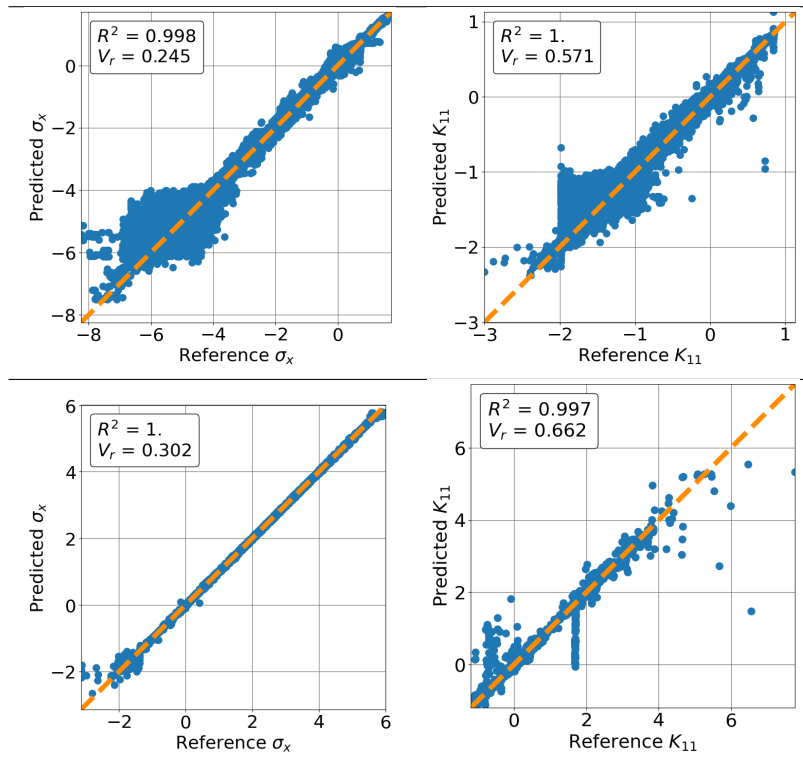 R² = 0.998
Vᵣ = 0.245
0
−2
−4
−6
−8
−8
−6
−4
−2
0
Predicted σₓ
Reference σₓ
R² = 1.
Vᵣ = 0.571
1
0
−1
−2
−3
−3
−2
−1
0
1
Predicted K₁₁
Reference K₁₁
R² = 1.
Vᵣ = 0.302
6
4
2
0
−2
−2
0
2
4
6
Predicted σₓ
Reference σₓ
R² = 0.997
Vᵣ = 0.662
6
4
2
0
0
2
4
6
Predicted K₁₁
Reference K₁₁